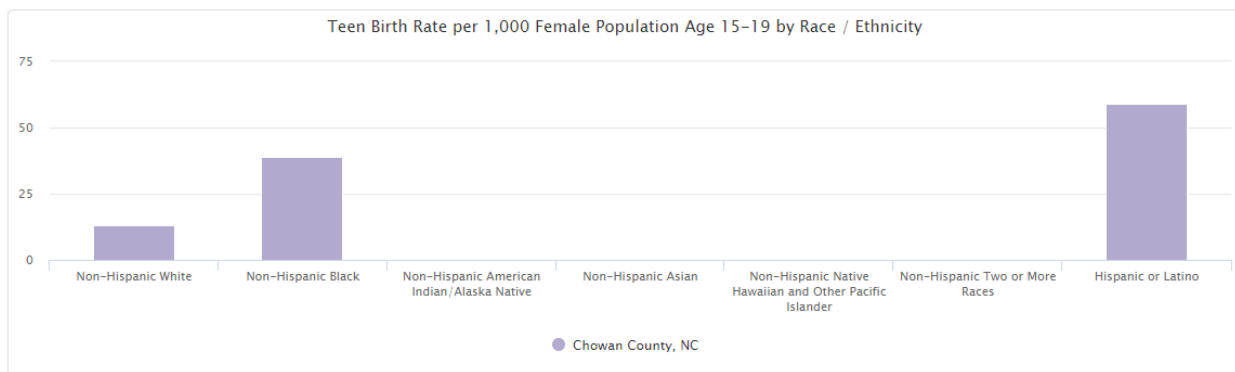 Teen Birth Rate per 1,000 Female Population Age 15-19 by Race / Ethnicity
75
50
25
0
Non-Hispanic White
Non-Hispanic Black
Non-Hispanic American
Indian/Alaska Native
Non-Hispanic Asian
Non-Hispanic Native
Hawaiian and Other Pacific
Islander
Non-Hispanic Two or More
Races
Hispanic or Latino
Chowan County, NC